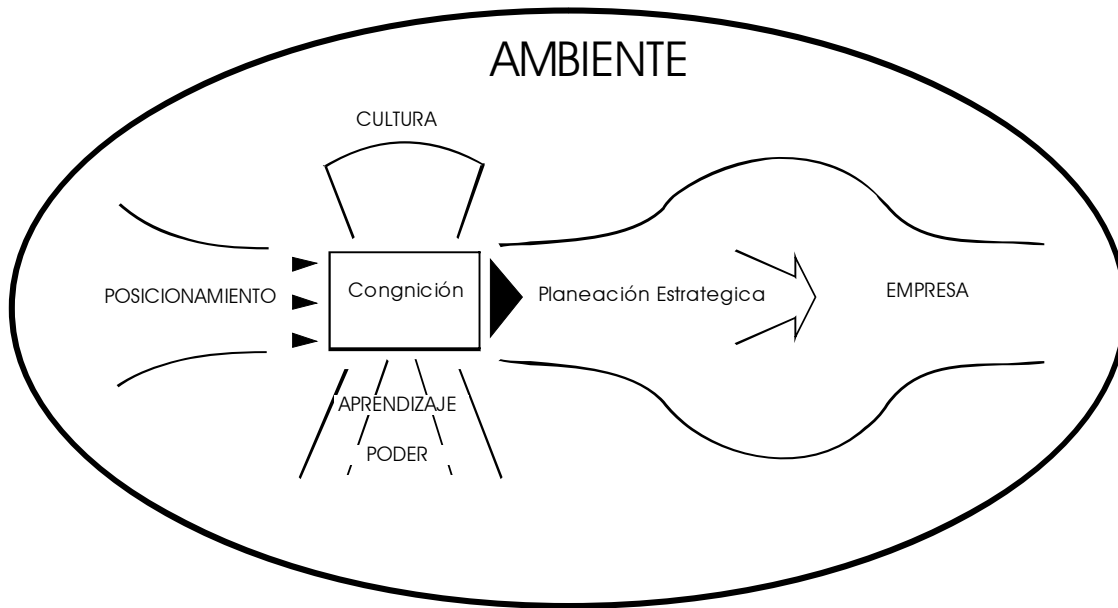 AMBIENTE
CULTURA
POSICIONAMIENTO
Congnición
Planeación Estrategica
EMPRESA
APRENDIZAJE
PODER